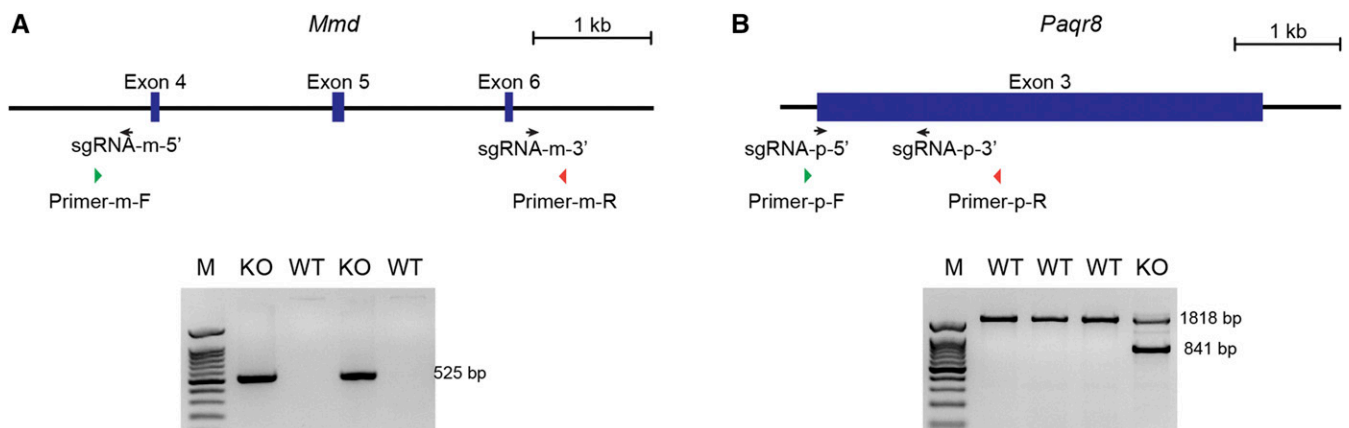 A
Mmd
1 kb
Exon 4
Exon 5
Exon 6
sgRNA-m-5’
sgRNA-m-3’
Primer-m-F
Primer-m-R
M KO WT KO WT
525 bp
B
Paqr8
1 kb
Exon 3
sgRNA-p-5’
sgRNA-p-3’
Primer-p-F
Primer-p-R
M WT WT WT KO
1818 bp
841 bp